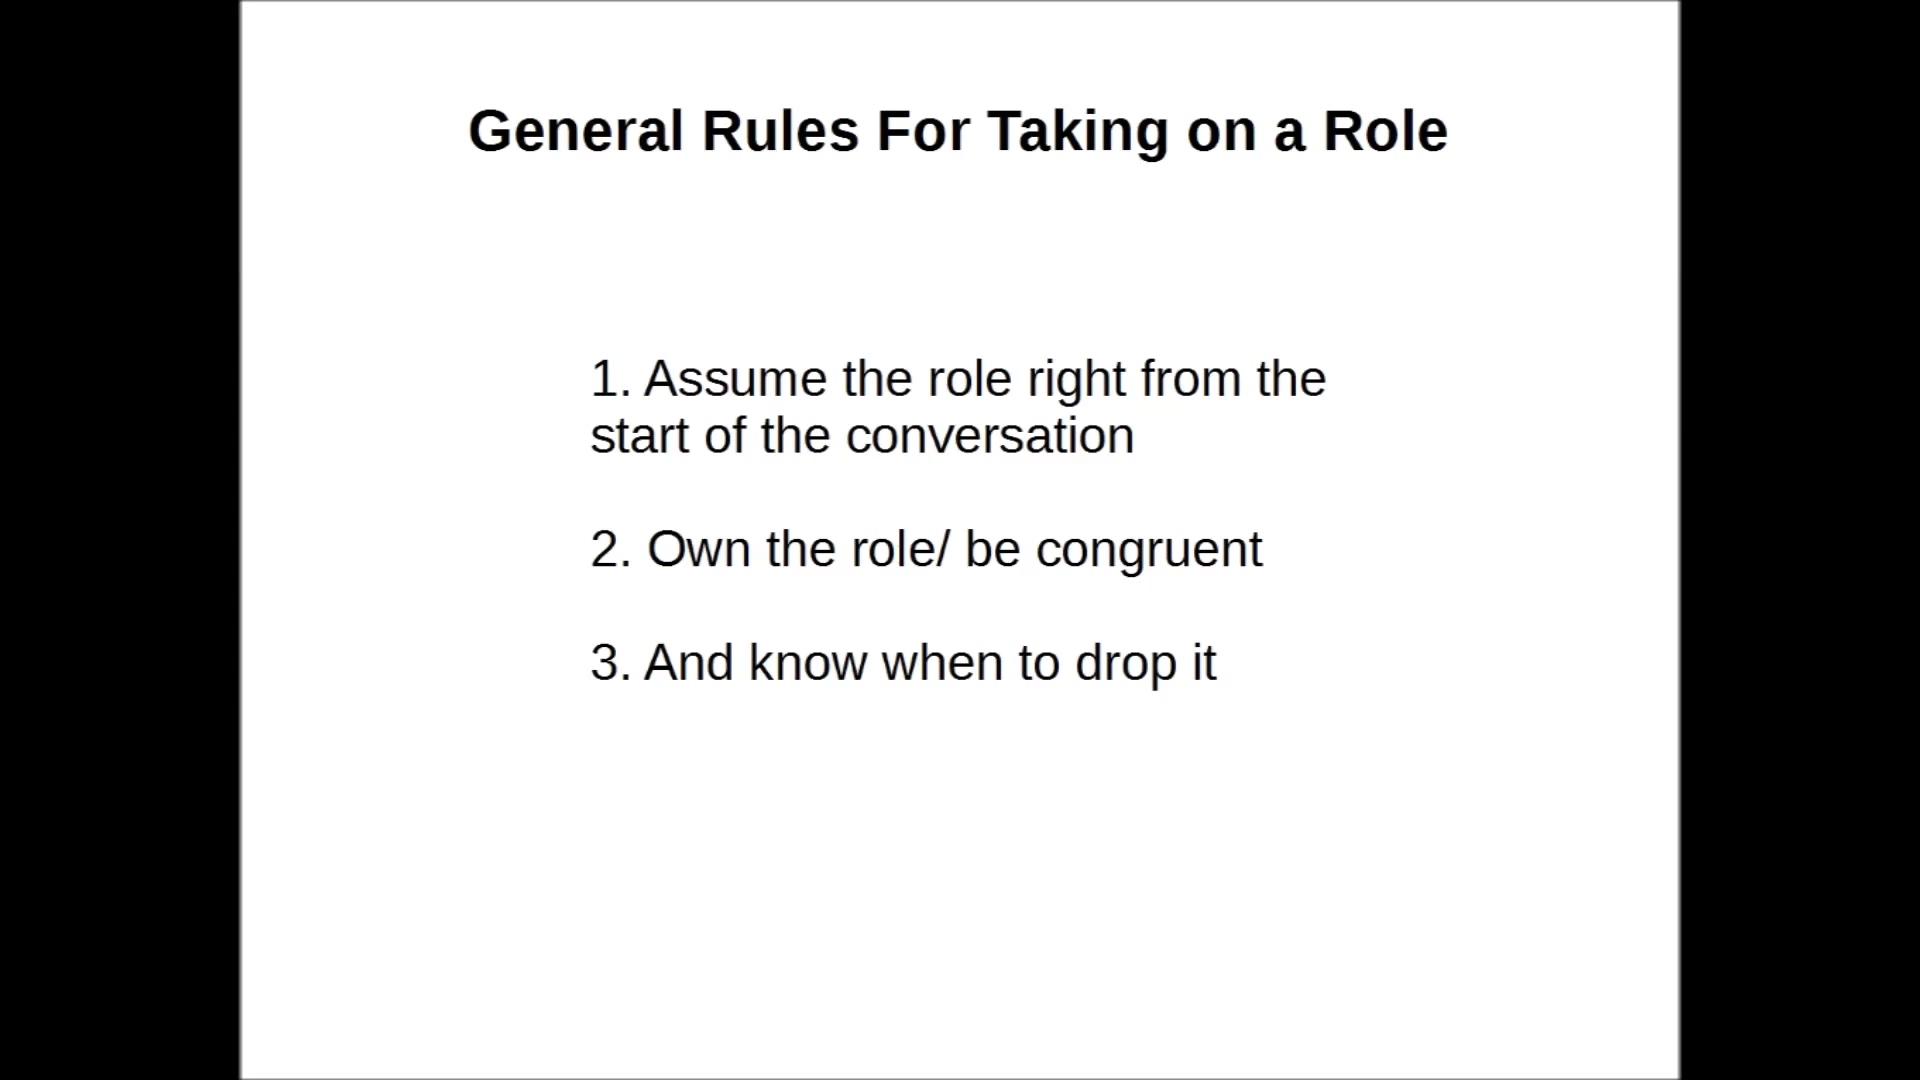 General Rules For Taking on a Role
1. Assume the role right from the
start of the conversation
2. Own the role/ be congruent
3. And know when to drop it